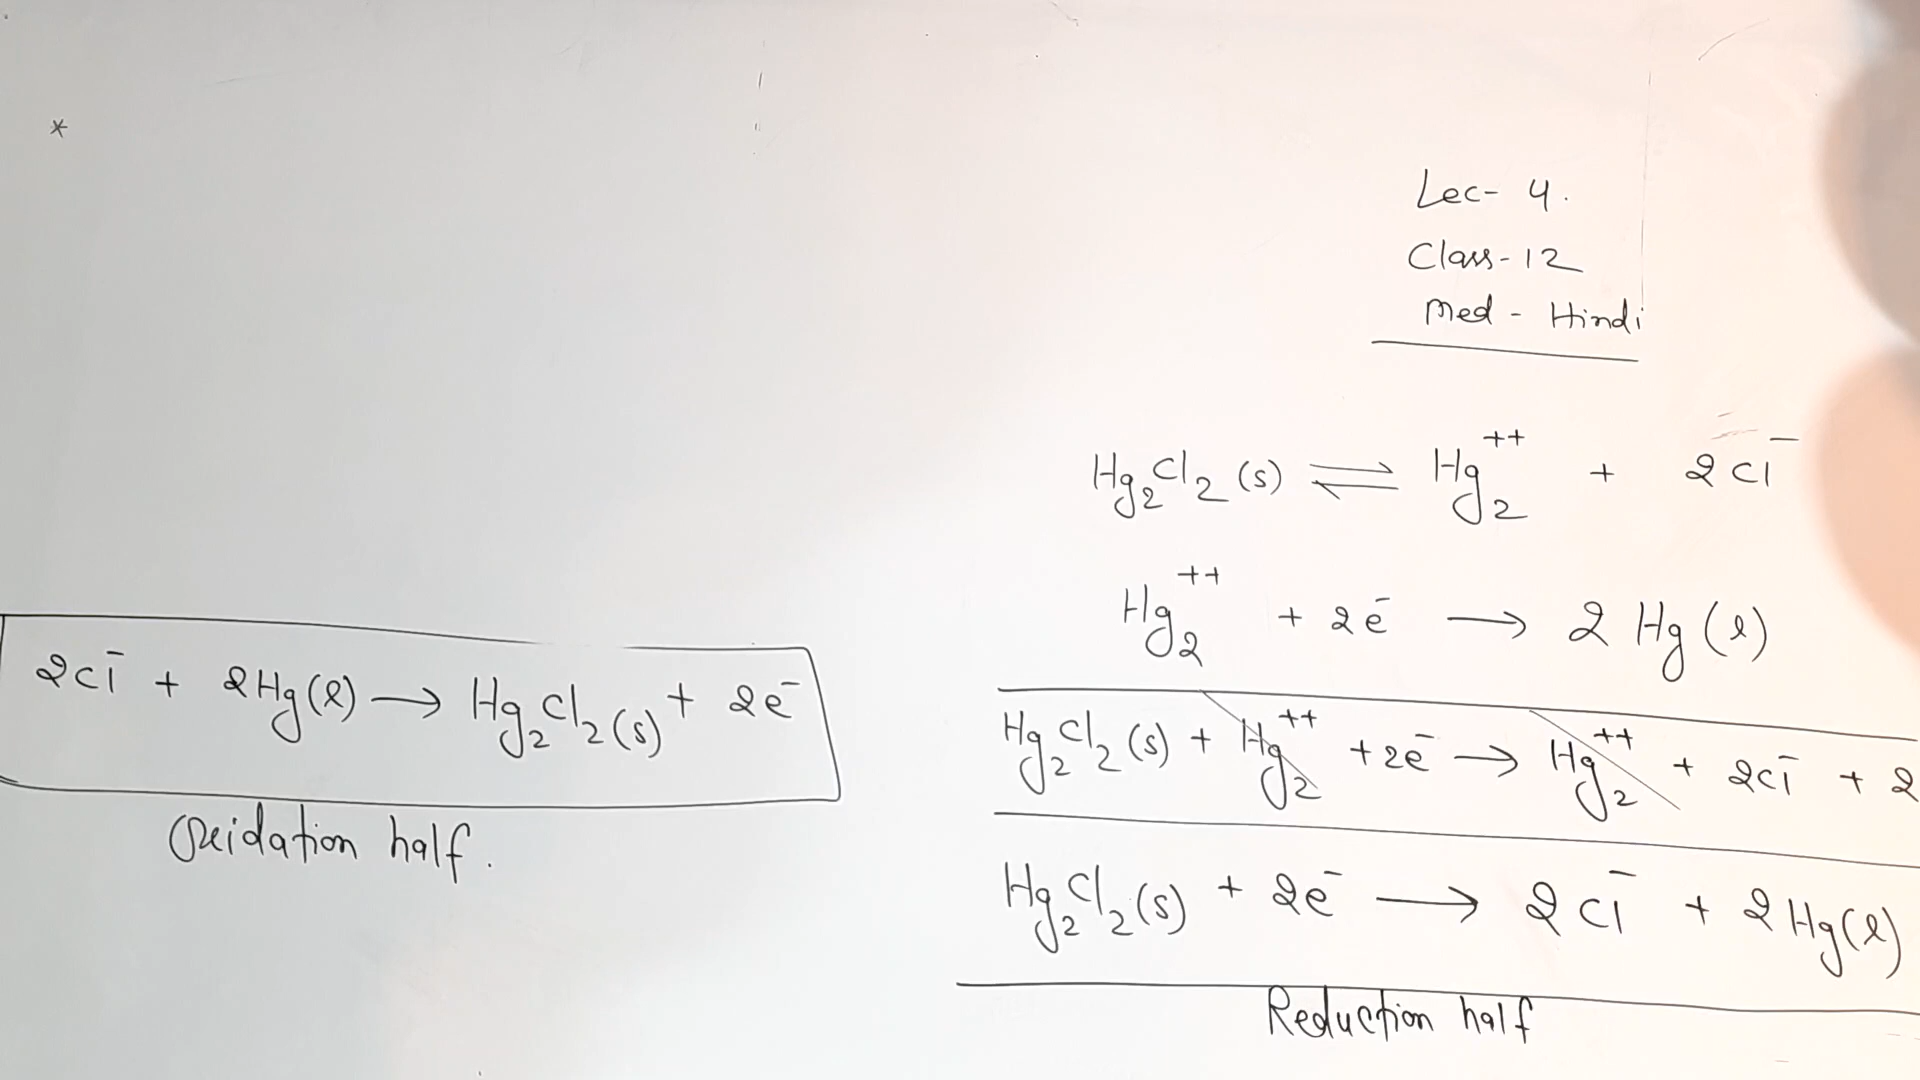 *
Lec- 4.
Class-12
Med - Hindi
Hg₂Cl₂(s) ⇌ Hg₂⁺⁺ + 2Cl⁻
Hg₂⁺⁺ + 2e⁻ → 2Hg(l)
Hg₂Cl₂(s) + Hg₂⁺⁺ + 2e⁻ → Hg₂⁺⁺ + 2Cl⁻ + 2
Hg₂Cl₂(s) + 2e⁻ → 2Cl⁻ + 2Hg(l)
Reduction half
2Cl⁻ + 2Hg(l) → Hg₂Cl₂(s) + 2e⁻
Oxidation half.